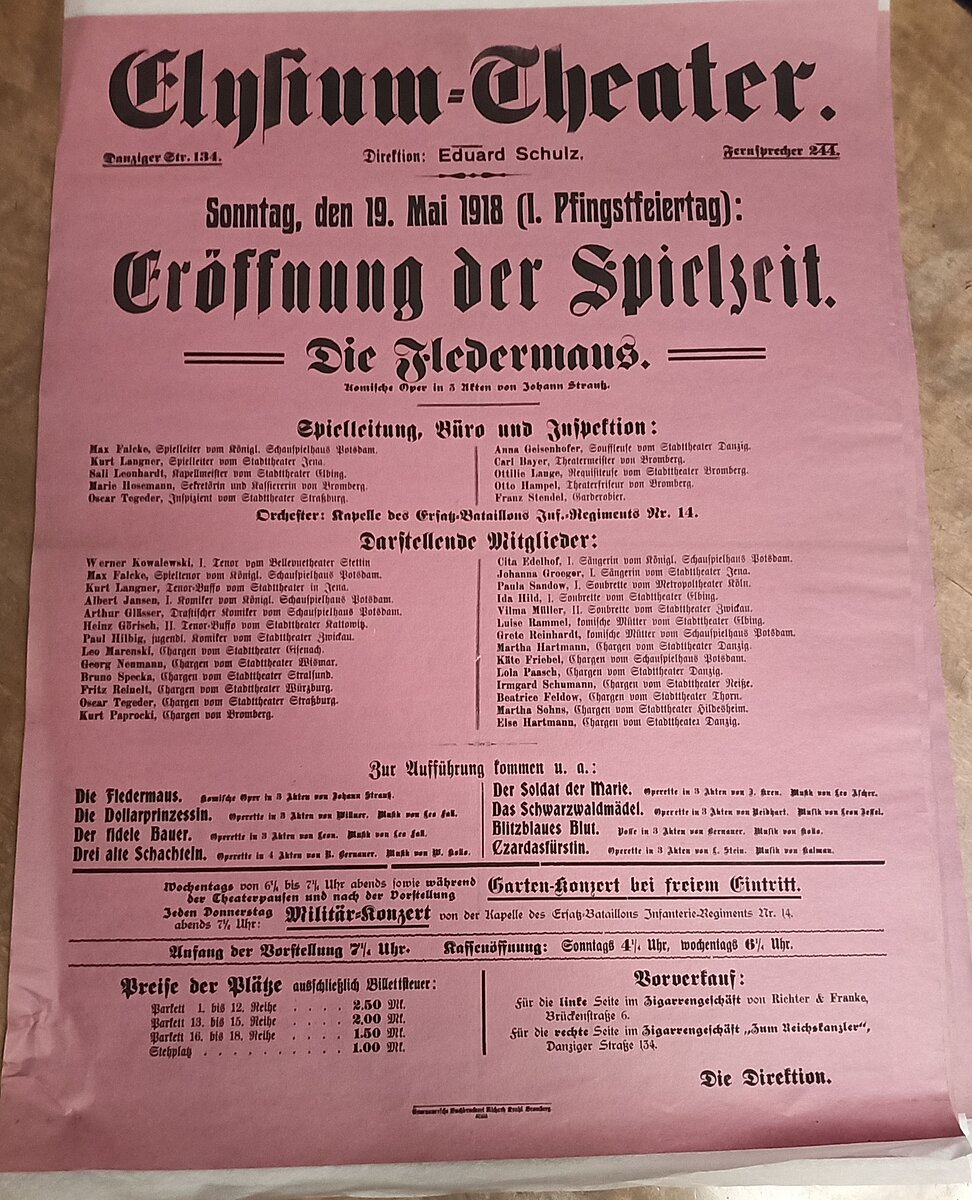 Elysium-Theater.
Danziger Str. 134.
Direktion: Eduard Schulz.
Fernsprecher 244.
Sonntag, den 19. Mai 1918 (1. Pfingstfeiertag):
Eröffnung der Spielzeit.
Die Fledermaus.
Komische Oper in 3 Akten von Johann Strauß.
Spielleitung, Büro und Inspektion:
Max Falcke, Spielleiter vom Königl. Schauspielhaus Potsdam.
Kurt Langner, Spielleiter vom Stadttheater Jena.
Sali Leonhardt, Kapellmeister vom Stadttheater Elbing.
Marie Hosemann, Sekretärin und Kassiererin von Bromberg.
Oscar Tegeder, Inspizient vom Stadttheater Straßburg.
Anna Geisenhofer, Souffleuse vom Stadttheater Danzig.
Carl Bayer, Theatermeister von Bromberg.
Ottilie Lange, Requisiteuse vom Stadttheater Bromberg.
Otto Hampel, Theaterfriseur von Bromberg.
Franz Stendel, Garderobier.
Orchester: Kapelle des Ersatz-Bataillons Inf.-Regiments Nr. 14.
Darstellende Mitglieder:
Werner Kowalewski, I. Tenor vom Bellevuetheater Stettin
Max Falcke, Spieltenor vom Königl. Schauspielhaus Potsdam.
Kurt Langner, Tenor-Buffo vom Stadttheater in Jena.
Albert Jansen, I. Komiker vom Königl. Schauspielhaus Potsdam.
Arthur Glässer, Drastischer Komiker vom Schauspielhaus Potsdam.
Heinz Görisch, II. Tenor-Buffo vom Stadttheater Kattowitz.
Paul Hilbig, jugendl. Komiker vom Stadttheater Zwickau.
Leo Marenski, Chargen vom Stadttheater Eisenach.
Georg Neumann, Chargen vom Stadttheater Wismar.
Bruno Specka, Chargen vom Stadttheater Stralsund.
Fritz Reinelt, Chargen vom Stadttheater Würzburg.
Oscar Tegeder, Chargen vom Stadttheater Straßburg.
Kurt Paprocki, Chargen von Bromberg.
Cita Edelhof, I. Sängerin vom Königl. Schauspielhaus Potsdam.
Johanna Groeger, I. Sängerin vom Stadttheater Jena.
Paula Sandow, I. Soubrette vom Metropoltheater Köln.
Ida Hild, I. Soubrette vom Stadttheater Elbing.
Vilma Müller, II. Soubrette vom Stadttheater Zwickau.
Luise Rammel, komische Mütter vom Stadttheater Elbing.
Grete Reinhardt, komische Mütter vom Schauspielhaus Potsdam.
Martha Hartmann, Chargen vom Stadttheater Danzig.
Käte Friebel, Chargen vom Schauspielhaus Potsdam.
Lola Paasch, Chargen vom Stadttheater Danzig.
Irmgard Schumann, Chargen vom Stadttheater Neiße.
Beatrice Feldow, Chargen vom Stadttheater Thorn.
Martha Sohns, Chargen vom Stadttheater Hildesheim.
Else Hartmann, Chargen vom Stadttheater Danzig.
Zur Aufführung kommen u. a.:
Die Fledermaus. Komische Oper in 3 Akten von Johann Strauß.
Die Dollarprinzessin. Operette in 3 Akten von Willner. Musik von Leo Fall.
Der fidele Bauer. Operette in 3 Akten von Leon. Musik von Leo Fall.
Drei alte Schachteln. Operette in 4 Akten von R. Bernauer. Musik von W. Kollo.
Der Soldat der Marie. Operette in 3 Akten von J. Kren. Musik von Leo Ascher.
Das Schwarzwaldmädel. Operette in 3 Akten von Neidhart. Musik von Leon Jessel.
Blitzblaues Blut. Posse in 3 Akten von Bernauer. Musik von Kollo.
Czardasfürstin. Operette in 3 Akten von L. Stein. Musik von Kalman.
Wochentags von 6¼ bis 7¼ Uhr abends sowie während
der Theaterpausen und nach der Vorstellung
Garten-Konzert bei freiem Eintritt.
Jeden Donnerstag
abends 7¼ Uhr:
Militär-Konzert von der Kapelle des Ersatz-Bataillons Infanterie-Regiments Nr. 14.
Anfang der Vorstellung 7¼ Uhr. Kassenöffnung: Sonntags 4¼ Uhr, wochentags 6¼ Uhr.
Preise der Plätze ausschließlich Billettsteuer:
Parkett 1. bis 12. Reihe . . . . 2.50 Mk.
Parkett 13. bis 15. Reihe . . . . 2.00 Mk.
Parkett 16. bis 18. Reihe . . . . 1.50 Mk.
Stehplatz . . . . . . . . . . 1.00 Mk.
Vorverkauf:
Für die linke Seite im Zigarrengeschäft von Richter & Franke,
Brückenstraße 6.
Für die rechte Seite im Zigarrengeschäft „Zum Reichskanzler“,
Danziger Straße 134.
Die Direktion.
Buchdruckerei Richard Krahl Bromberg